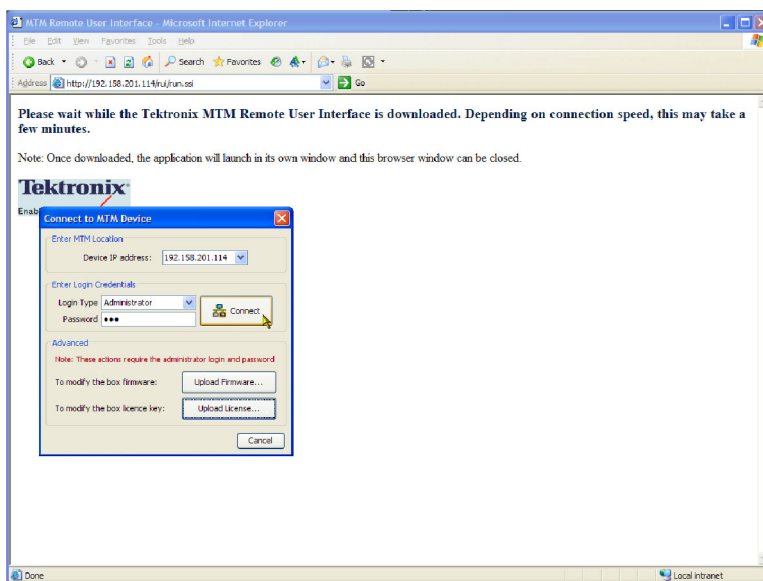 MTM Remote User Interface - Microsoft Internet Explorer
File Edit View Favorites Tools Help
Back Search Favorites
Address http://192.158.201.114/rui/run.ssi Go
Please wait while the Tektronix MTM Remote User Interface is downloaded. Depending on connection speed, this may take a
few minutes.
Note: Once downloaded, the application will launch in its own window and this browser window can be closed.
Tektronix
Enab
Connect to MTM Device
Enter MTM Location
Device IP address: 192.158.201.114
Enter Login Credentials
Login Type Administrator
Connect
Password
Advanced
Note: These actions require the administrator login and password
To modify the box firmware: Upload Firmware...
To modify the box licence key: Upload License...
Cancel
Done Local intranet